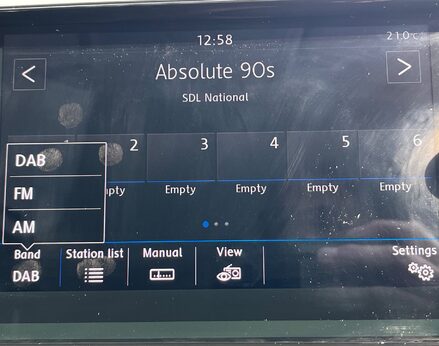 12:58
21.0°C
< Absolute 90s >
SDL National
2 3 4 5 6
DAB
FM
AM
Empty Empty Empty Empty
Band Station list Manual View Settings
DAB